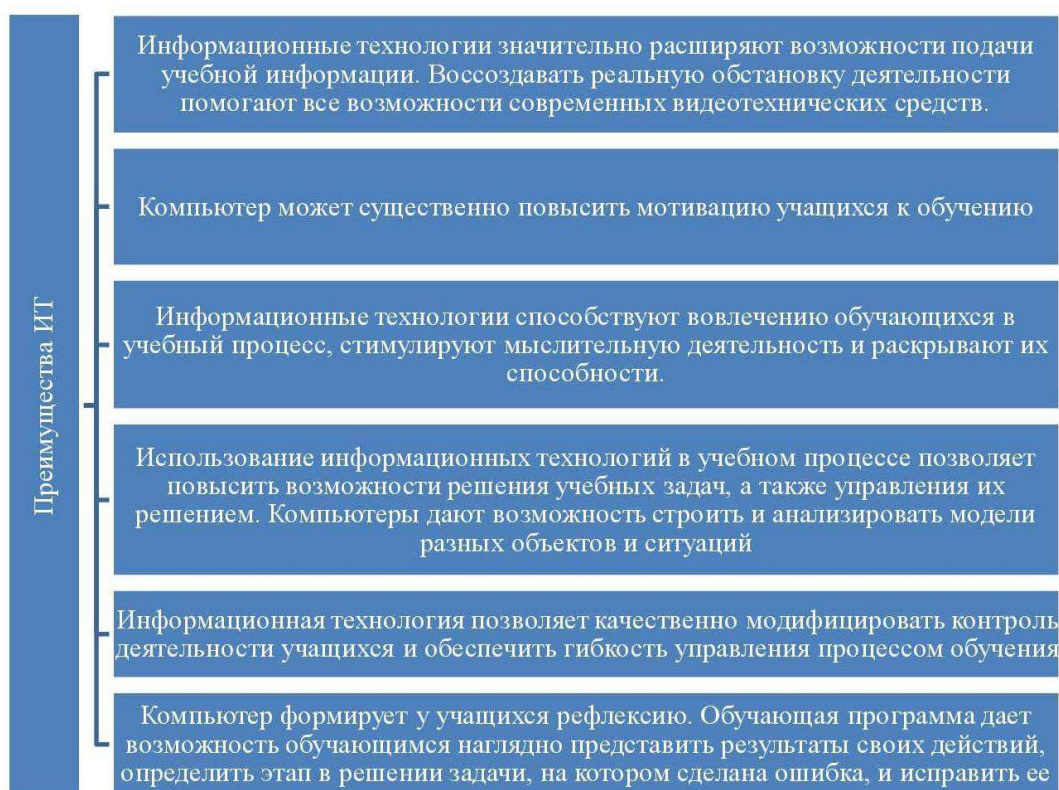 Преимущества ИТ
Информационные технологии значительно расширяют возможности подачи
учебной информации. Воссоздавать реальную обстановку деятельности
помогают все возможности современных видеотехнических средств.
Компьютер может существенно повысить мотивацию учащихся к обучению
Информационные технологии способствуют вовлечению обучающихся в
учебный процесс, стимулируют мыслительную деятельность и раскрывают их
способности.
Использование информационных технологий в учебном процессе позволяет
повысить возможности решения учебных задач, а также управления их
решением. Компьютеры дают возможность строить и анализировать модели
разных объектов и ситуаций
Информационная технология позволяет качественно модифицировать контроль
деятельности учащихся и обеспечить гибкость управления процессом обучения
Компьютер формирует у учащихся рефлексию. Обучающая программа дает
возможность обучающимся наглядно представить результаты своих действий,
определить этап в решении задачи, на котором сделана ошибка, и исправить ее